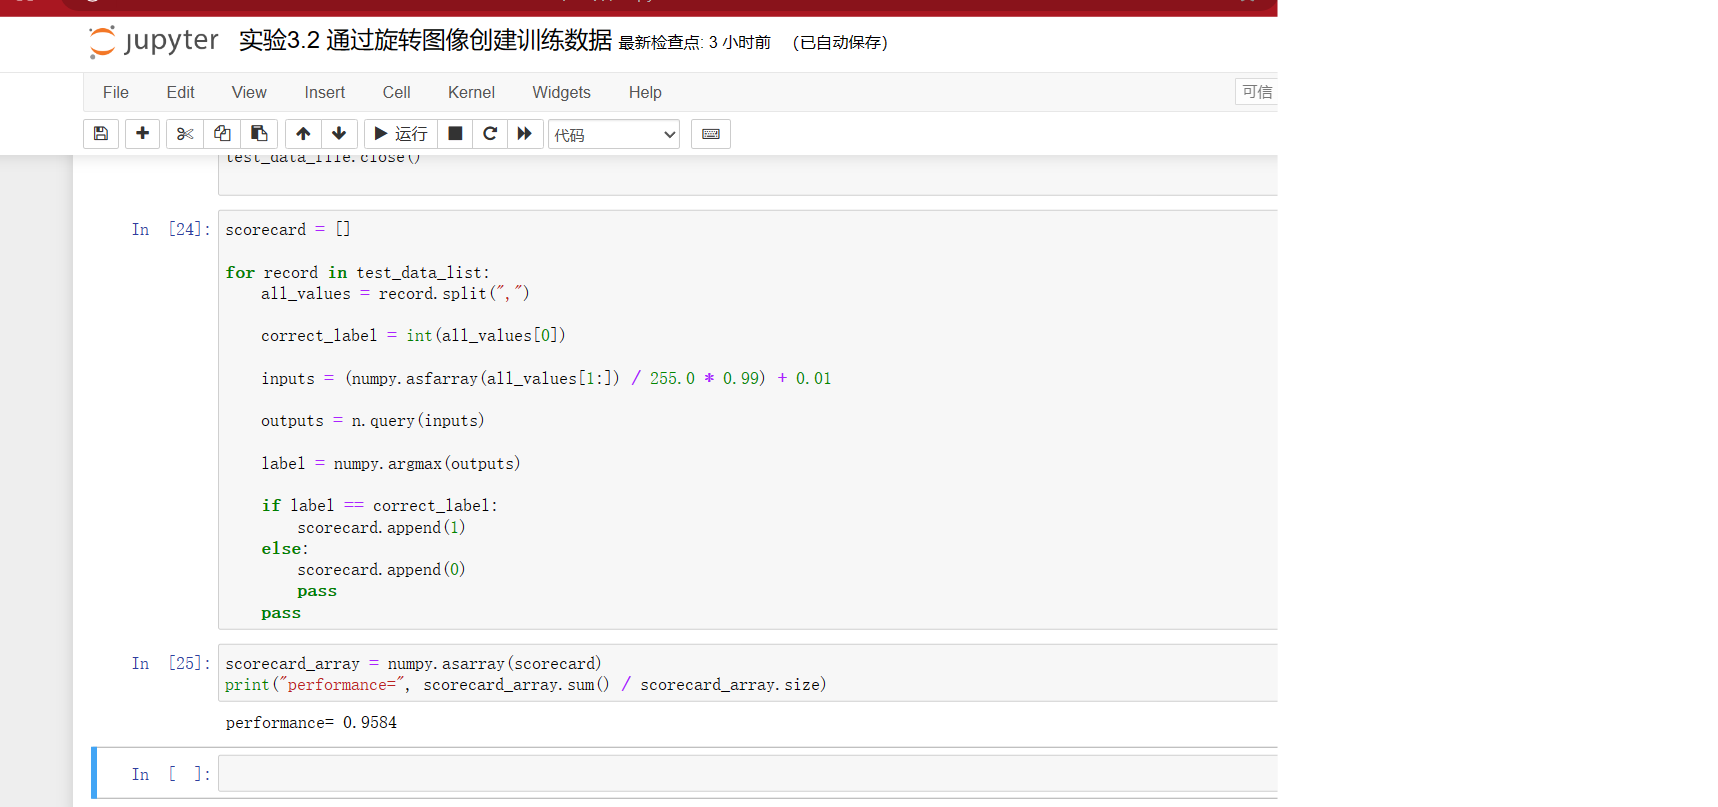 jupyter 实验3.2 通过旋转图像创建训练数据 最新检查点: 3 小时前 (已自动保存)
File Edit View Insert Cell Kernel Widgets Help 可信
运行 代码
test_data_file.close()
In [24]: scorecard = []
for record in test_data_list:
all_values = record.split(",")
correct_label = int(all_values[0])
inputs = (numpy.asfarray(all_values[1:]) / 255.0 * 0.99) + 0.01
outputs = n.query(inputs)
label = numpy.argmax(outputs)
if label == correct_label:
scorecard.append(1)
else:
scorecard.append(0)
pass
pass
In [25]: scorecard_array = numpy.asarray(scorecard)
print("performance=", scorecard_array.sum() / scorecard_array.size)
performance= 0.9584
In [ ]: